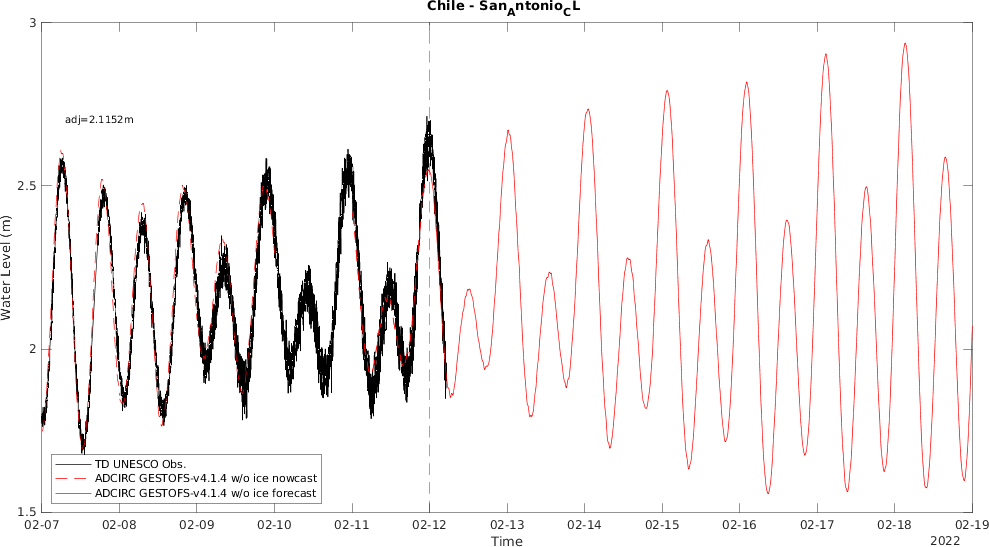 Chile - SanAntonioCL
3
2.5
2
1.5
Water Level (m)
adj=2.1152m
TD UNESCO Obs.
ADCIRC GESTOFS-v4.1.4 w/o ice nowcast
ADCIRC GESTOFS-v4.1.4 w/o ice forecast
02-07 02-08 02-09 02-10 02-11 02-12 02-13 02-14 02-15 02-16 02-17 02-18 02-19
Time
2022